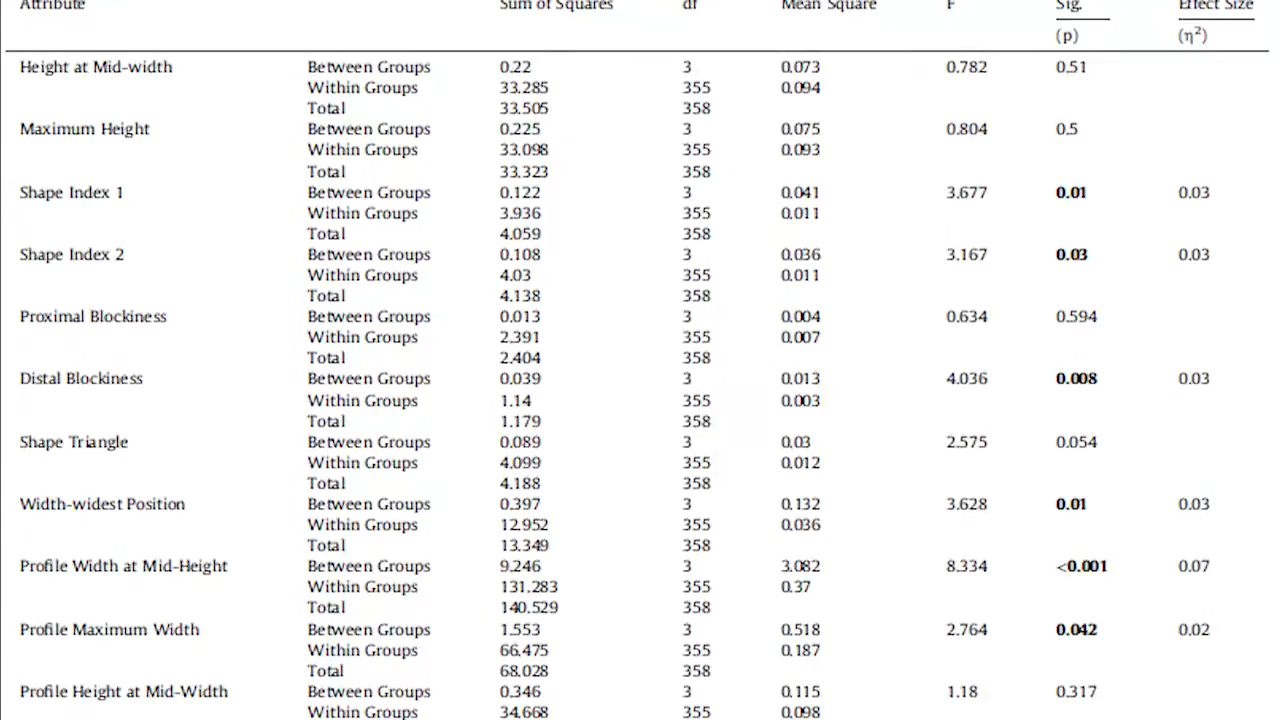 Attribute Sum of Squares df Mean Square F Sig. Effect Size
(p) (η²)
Height at Mid-width Between Groups 0.22 3 0.073 0.782 0.51
Within Groups 33.285 355 0.094
Total 33.505 358
Maximum Height Between Groups 0.225 3 0.075 0.804 0.5
Within Groups 33.098 355 0.093
Total 33.323 358
Shape Index 1 Between Groups 0.122 3 0.041 3.677 0.01 0.03
Within Groups 3.936 355 0.011
Total 4.059 358
Shape Index 2 Between Groups 0.108 3 0.036 3.167 0.03 0.03
Within Groups 4.03 355 0.011
Total 4.138 358
Proximal Blockiness Between Groups 0.013 3 0.004 0.634 0.594
Within Groups 2.391 355 0.007
Total 2.404 358
Distal Blockiness Between Groups 0.039 3 0.013 4.036 0.008 0.03
Within Groups 1.14 355 0.003
Total 1.179 358
Shape Triangle Between Groups 0.089 3 0.03 2.575 0.054
Within Groups 4.099 355 0.012
Total 4.188 358
Width-widest Position Between Groups 0.397 3 0.132 3.628 0.01 0.03
Within Groups 12.952 355 0.036
Total 13.349 358
Profile Width at Mid-Height Between Groups 9.246 3 3.082 8.334 <0.001 0.07
Within Groups 131.283 355 0.37
Total 140.529 358
Profile Maximum Width Between Groups 1.553 3 0.518 2.764 0.042 0.02
Within Groups 66.475 355 0.187
Total 68.028 358
Profile Height at Mid-Width Between Groups 0.346 3 0.115 1.18 0.317
Within Groups 34.668 355 0.098